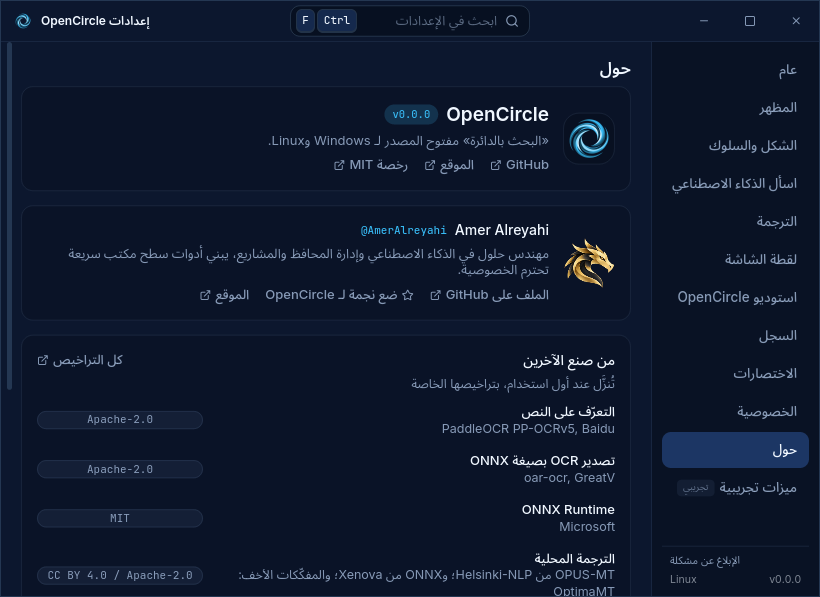 إعدادات OpenCircle
ابحث في الإعدادات
Ctrl F
عام
المظهر
الشكل والسلوك
اسأل الذكاء الاصطناعي
الترجمة
لقطة الشاشة
استوديو OpenCircle
السجل
الاختصارات
الخصوصية
حول
ميزات تجريبية تجريبي
الإبلاغ عن مشكلة
Linux v0.0.0
حول
OpenCircle v0.0.0
«البحث بالدائرة» مفتوح المصدر لـ Windows وLinux.
GitHub الموقع رخصة MIT
Amer Alreyahi @AmerAlreyahi
مهندس حلول في الذكاء الاصطناعي وإدارة المحافظ والمشاريع، يبني أدوات سطح مكتب سريعة
تحترم الخصوصية.
الملف على GitHub ضع نجمة لـ OpenCircle الموقع
من صنع الآخرين كل التراخيص
تُنزَّل عند أول استخدام، بتراخيصها الخاصة
التعرّف على النص
PaddleOCR PP-OCRv5, Baidu
Apache-2.0
تصدير OCR بصيغة ONNX
oar-ocr, GreatV
Apache-2.0
ONNX Runtime
Microsoft
MIT
الترجمة المحلية
OPUS-MT من Helsinki-NLP؛ وONNX من Xenova؛ والمفكّكات الأخف:
OptimaMT
CC BY 4.0 / Apache-2.0